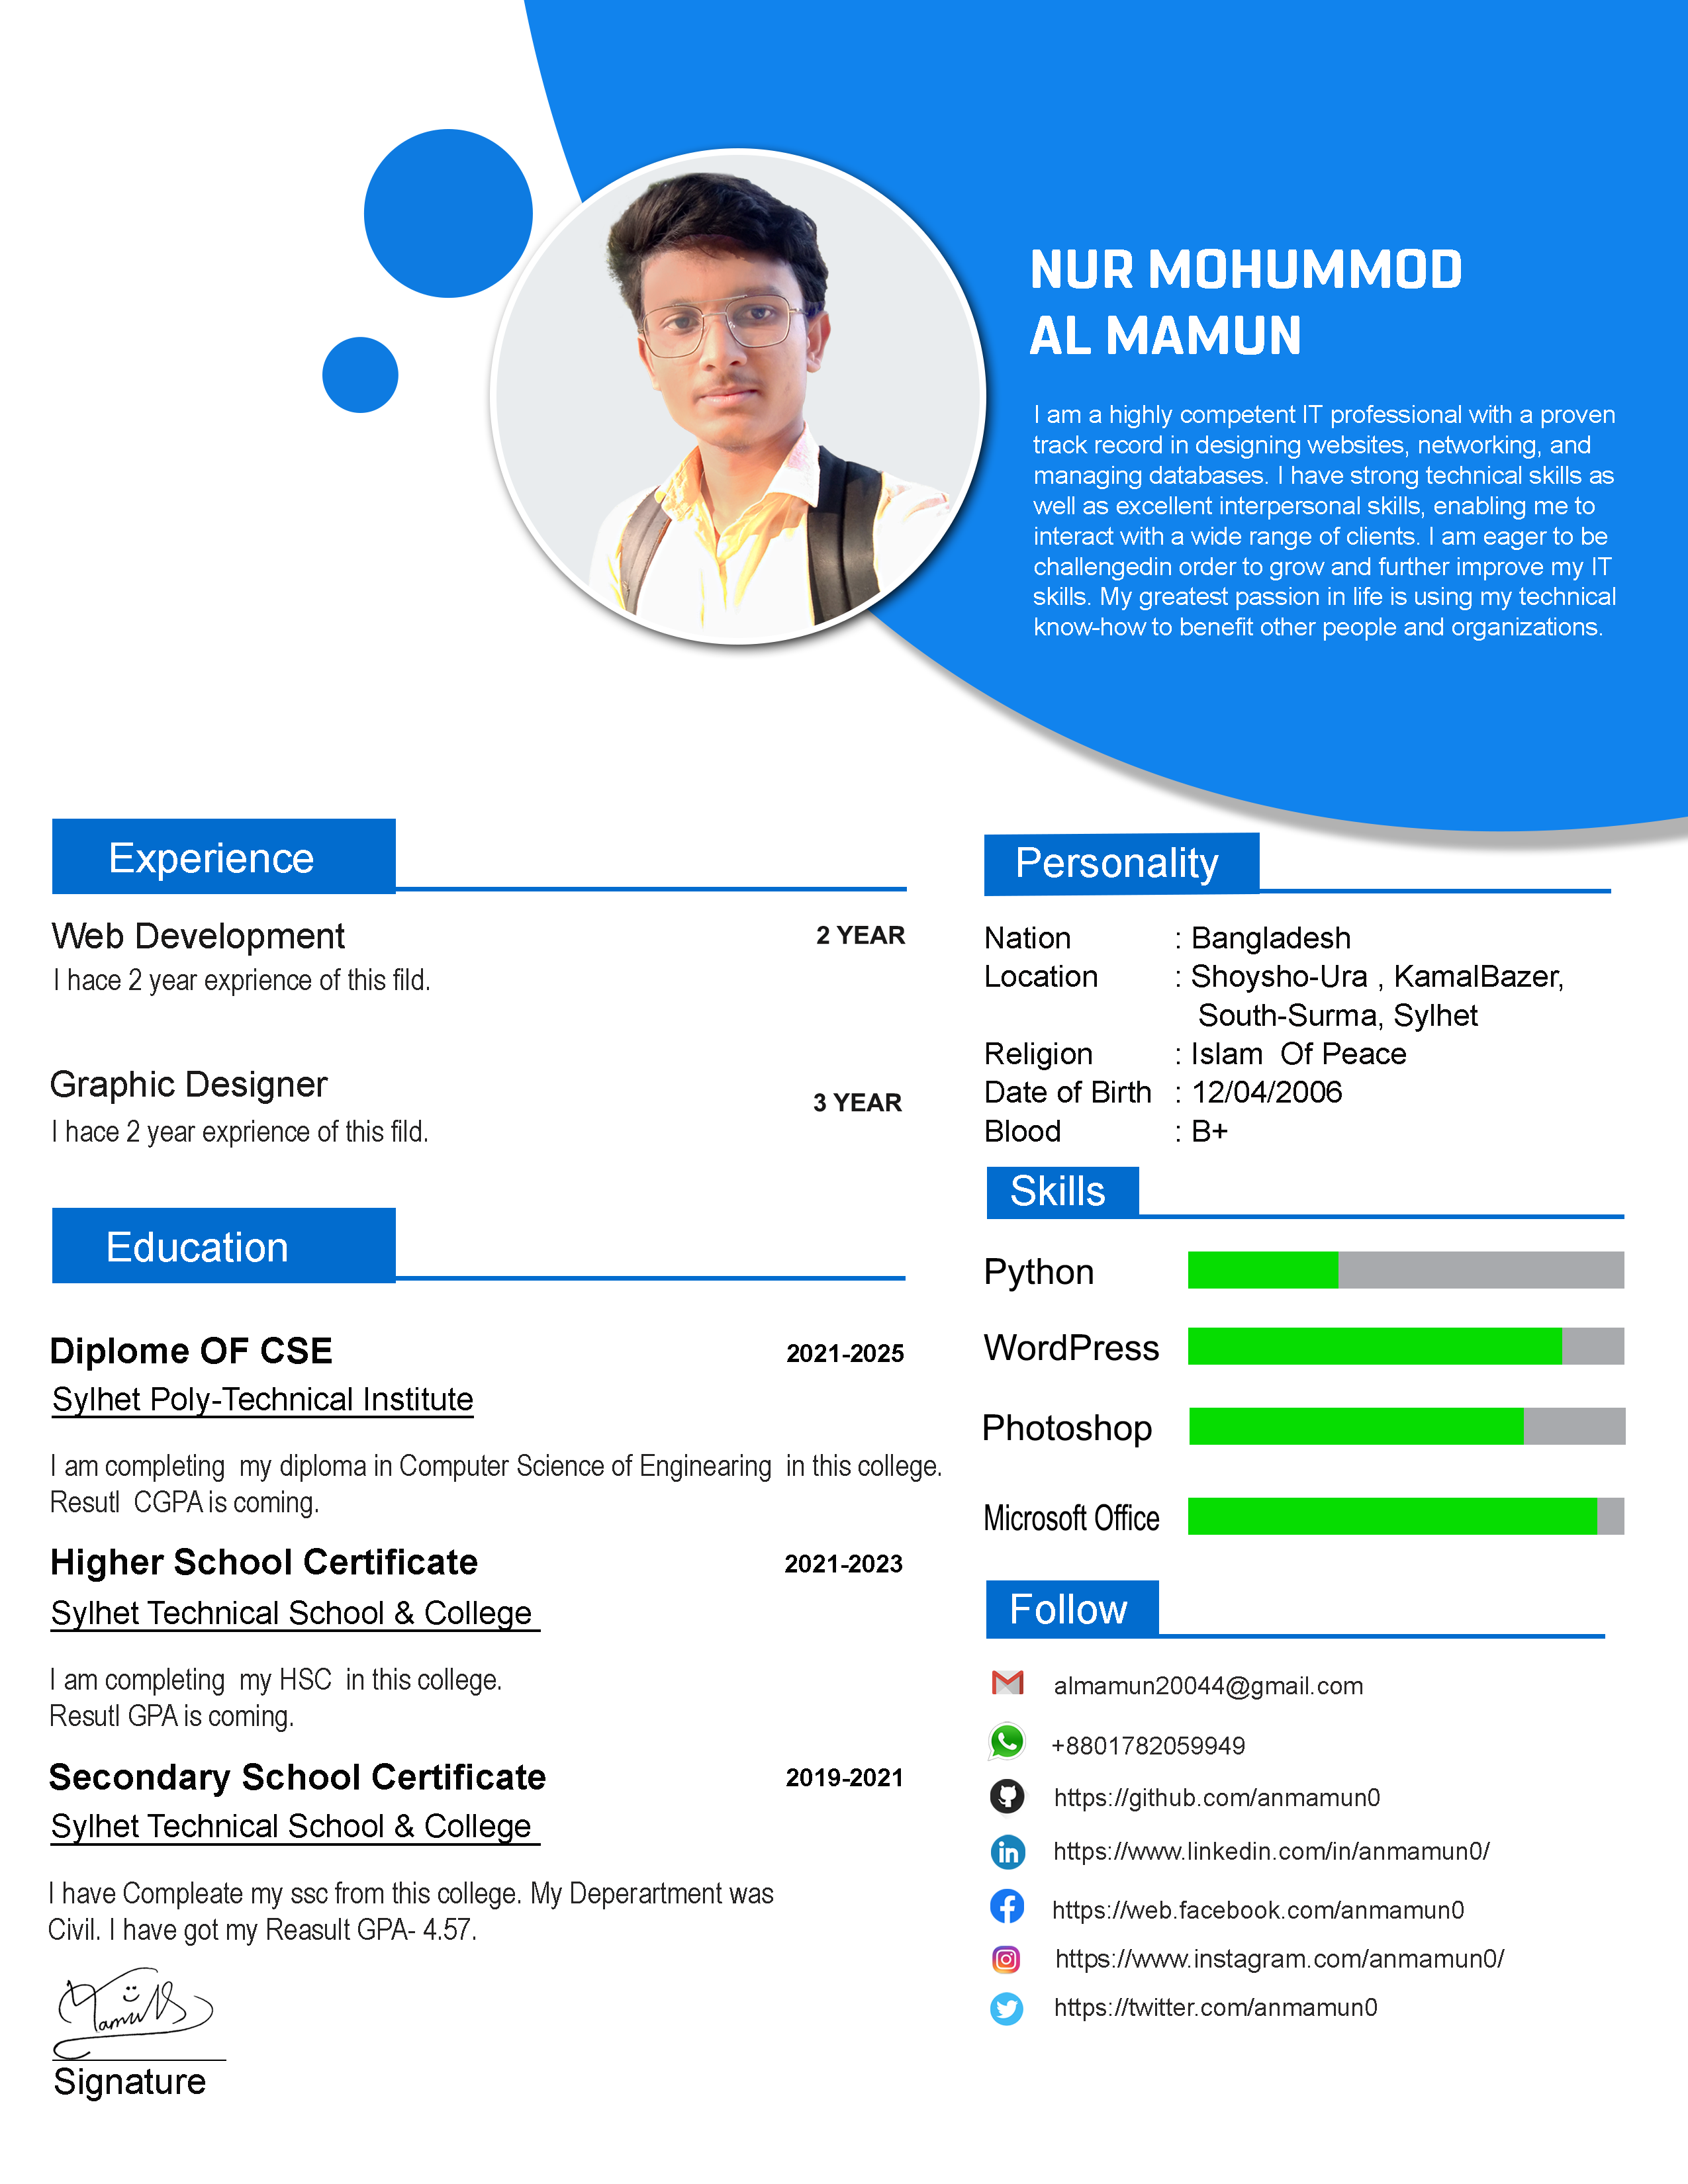 NUR MOHUMMOD
AL MAMUN
I am a highly competent IT professional with a proven
track record in designing websites, networking, and
managing databases. I have strong technical skills as
well as excellent interpersonal skills, enabling me to
interact with a wide range of clients. I am eager to be
challengedin order to grow and further improve my IT
skills. My greatest passion in life is using my technical
know-how to benefit other people and organizations.
Experience
Web Development 2 YEAR
I hace 2 year exprience of this fild.
Graphic Designer 3 YEAR
I hace 2 year exprience of this fild.
Education
Diplome OF CSE 2021-2025
Sylhet Poly-Technical Institute
I am completing my diploma in Computer Science of Enginearing in this college.
Resutl CGPA is coming.
Higher School Certificate 2021-2023
Sylhet Technical School & College
I am completing my HSC in this college.
Resutl GPA is coming.
Secondary School Certificate 2019-2021
Sylhet Technical School & College
I have Compleate my ssc from this college. My Deperartment was
Civil. I have got my Reasult GPA- 4.57.
Signature
Personality
Nation : Bangladesh
Location : Shoysho-Ura , KamalBazer,
South-Surma, Sylhet
Religion : Islam Of Peace
Date of Birth : 12/04/2006
Blood : B+
Skills
Python
WordPress
Photoshop
Microsoft Office
Follow
almamun20044@gmail.com
+8801782059949
https://github.com/anmamun0
in https://www.linkedin.com/in/anmamun0/
https://web.facebook.com/anmamun0
https://www.instagram.com/anmamun0/
https://twitter.com/anmamun0